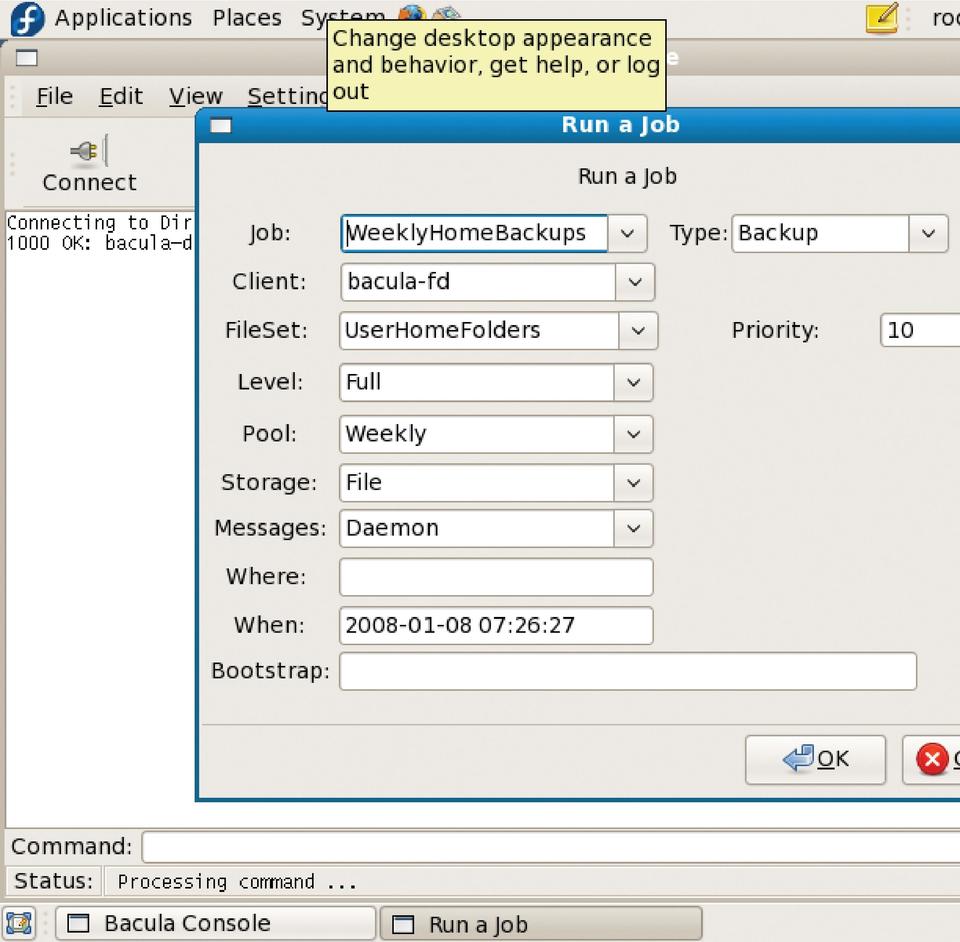 Applications Places System
Change desktop appearance
and behavior, get help, or log
out
File Edit View
Run a Job
Connect
Run a Job
Connecting to Dir
1000 OK: bacula-d
Job: WeeklyHomeBackups Type: Backup
Client: bacula-fd
FileSet: UserHomeFolders Priority: 10
Level: Full
Pool: Weekly
Storage: File
Messages: Daemon
Where:
When: 2008-01-08 07:26:27
Bootstrap:
OK
Command:
Status: Processing command ...
Bacula Console Run a Job